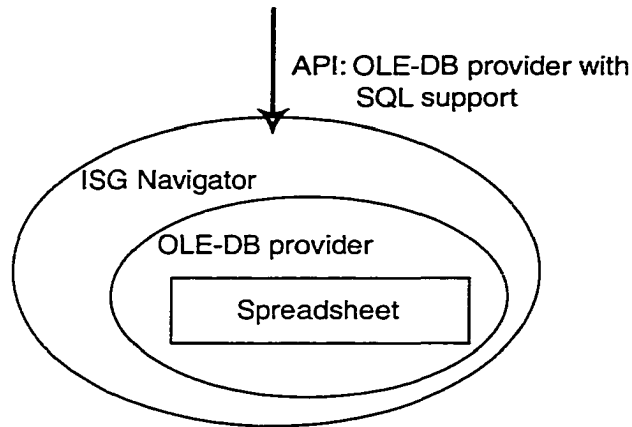 API: OLE-DB provider with
SQL support
ISG Navigator
OLE-DB provider
Spreadsheet